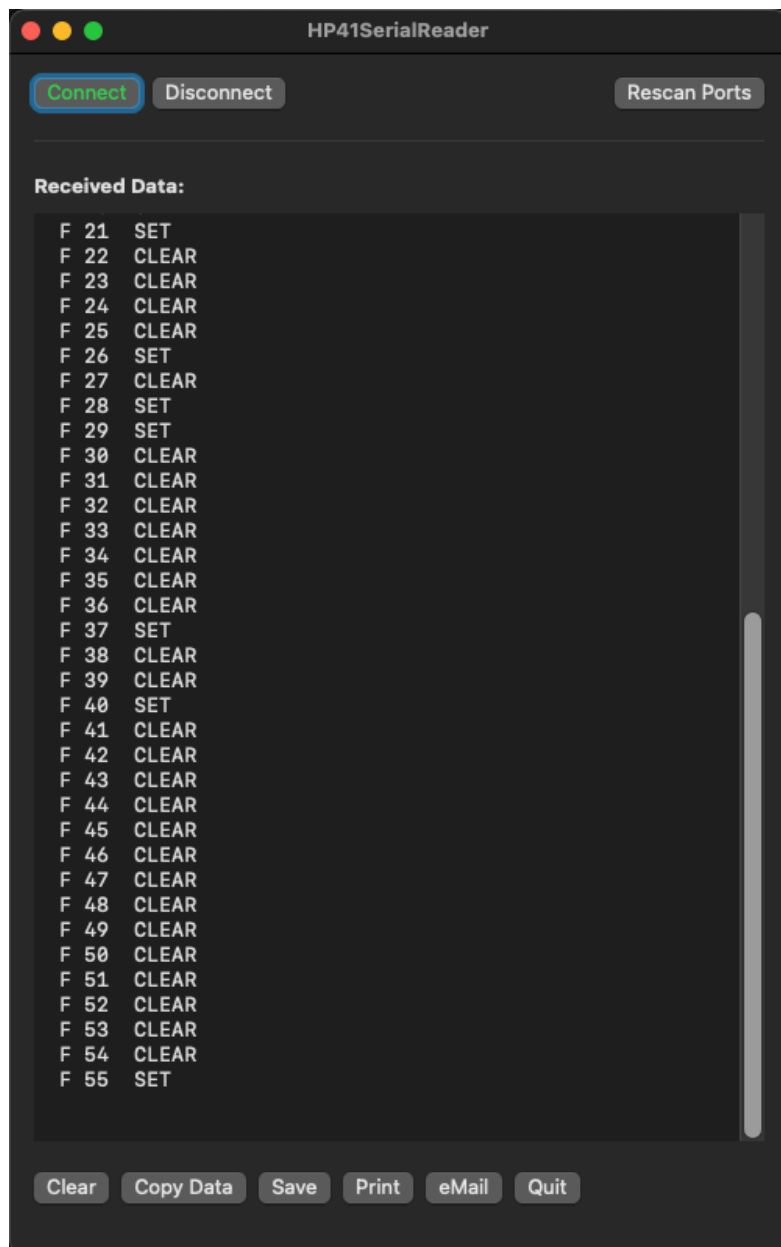 HP41SerialReader
Connect Disconnect Rescan Ports
Received Data:
F 21 SET
F 22 CLEAR
F 23 CLEAR
F 24 CLEAR
F 25 CLEAR
F 26 SET
F 27 CLEAR
F 28 SET
F 29 SET
F 30 CLEAR
F 31 CLEAR
F 32 CLEAR
F 33 CLEAR
F 34 CLEAR
F 35 CLEAR
F 36 CLEAR
F 37 SET
F 38 CLEAR
F 39 CLEAR
F 40 SET
F 41 CLEAR
F 42 CLEAR
F 43 CLEAR
F 44 CLEAR
F 45 CLEAR
F 46 CLEAR
F 47 CLEAR
F 48 CLEAR
F 49 CLEAR
F 50 CLEAR
F 51 CLEAR
F 52 CLEAR
F 53 CLEAR
F 54 CLEAR
F 55 SET
Clear Copy Data Save Print eMail Quit